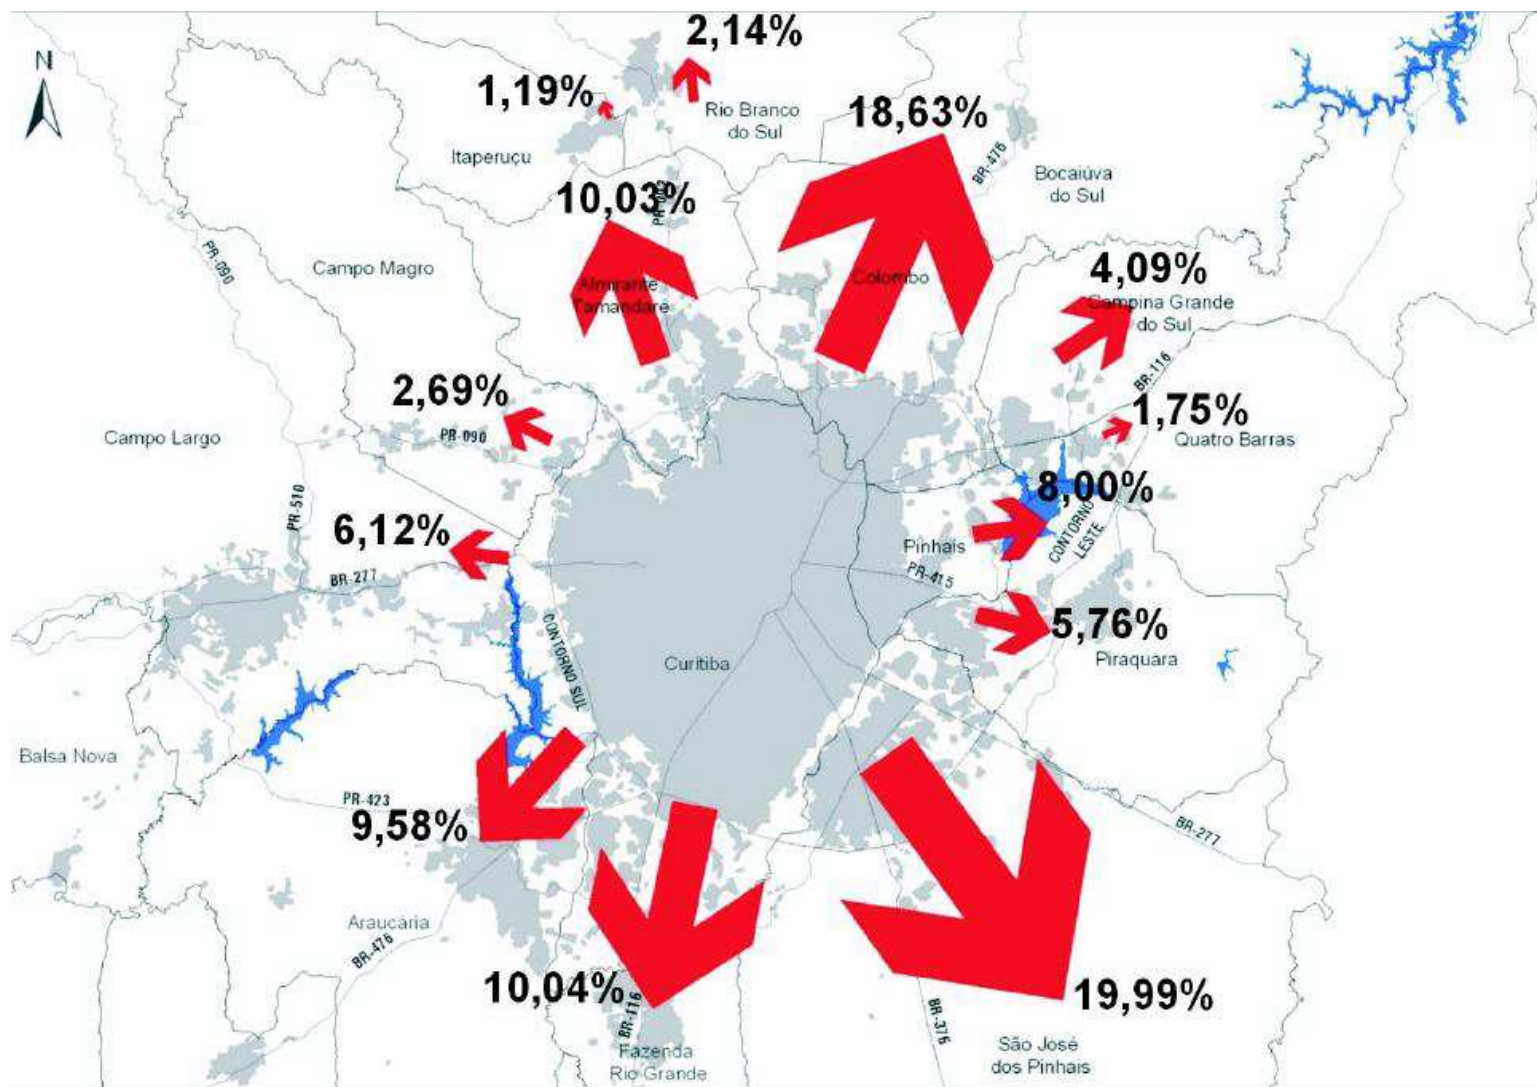 2,14%
N
1,19%
Rio Branco
do Sul
18,63%
Itaperuçu
BR-476
Bocaiúva
do Sul
10,03%
PR-092
PR-090
Campo Magro
Almirante
Tamandaré
Colombo
4,09%
Campina Grande
do Sul
BR-116
2,69%
1,75%
Campo Largo
PR-090
Quatro Barras
8,00%
PR-510
6,12%
CONTORNO
LESTE
Pinhais
PR-415
BR-277
5,76%
Piraquara
CONTORNO SUL
Curitiba
Balsa Nova
PR-423
9,58%
BR-277
Araucária
BR-476
10,04%
BR-116
19,99%
BR-376
Fazenda
Rio Grande
São José
dos Pinhais